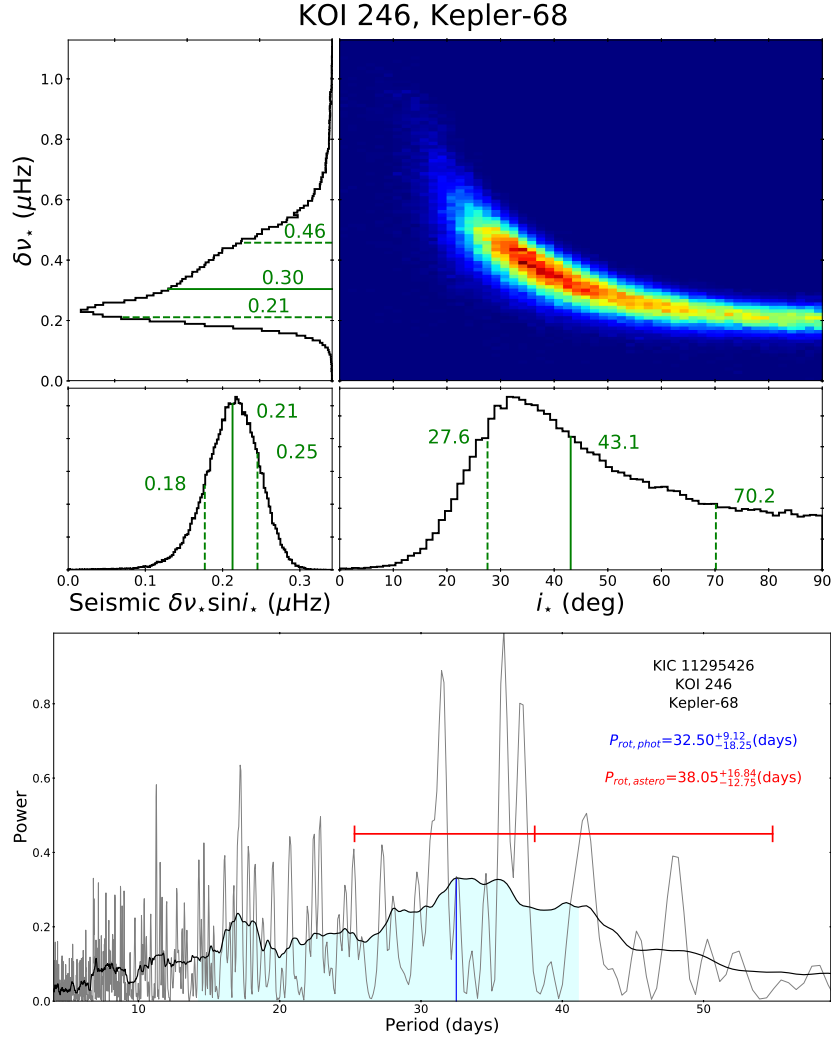 KOI 246, Kepler-68
δν⋆ (μHz)
1.0
0.8
0.6
0.4
0.2
0.0
0.46
0.30
0.21
0.18
0.21
0.25
0.0 0.1 0.2 0.3
Seismic δν⋆sini⋆ (μHz)
27.6
43.1
70.2
0 10 20 30 40 50 60 70 80 90
i⋆ (deg)
Power
0.8
0.6
0.4
0.2
0.0
KIC 11295426
KOI 246
Kepler-68
P_rot,phot=32.50^{+9.12}_{−18.25}(days)
P_rot,astero=38.05^{+16.84}_{−12.75}(days)
10 20 30 40 50
Period (days)